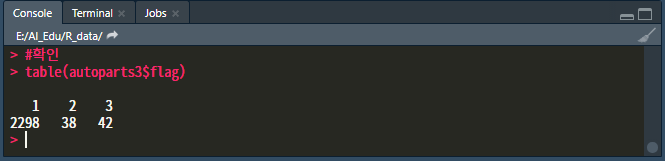 Console Terminal × Jobs ×
E:/AI_Edu/R_data/
> #확인
> table(autoparts3$flag)
1 2 3
2298 38 42
>